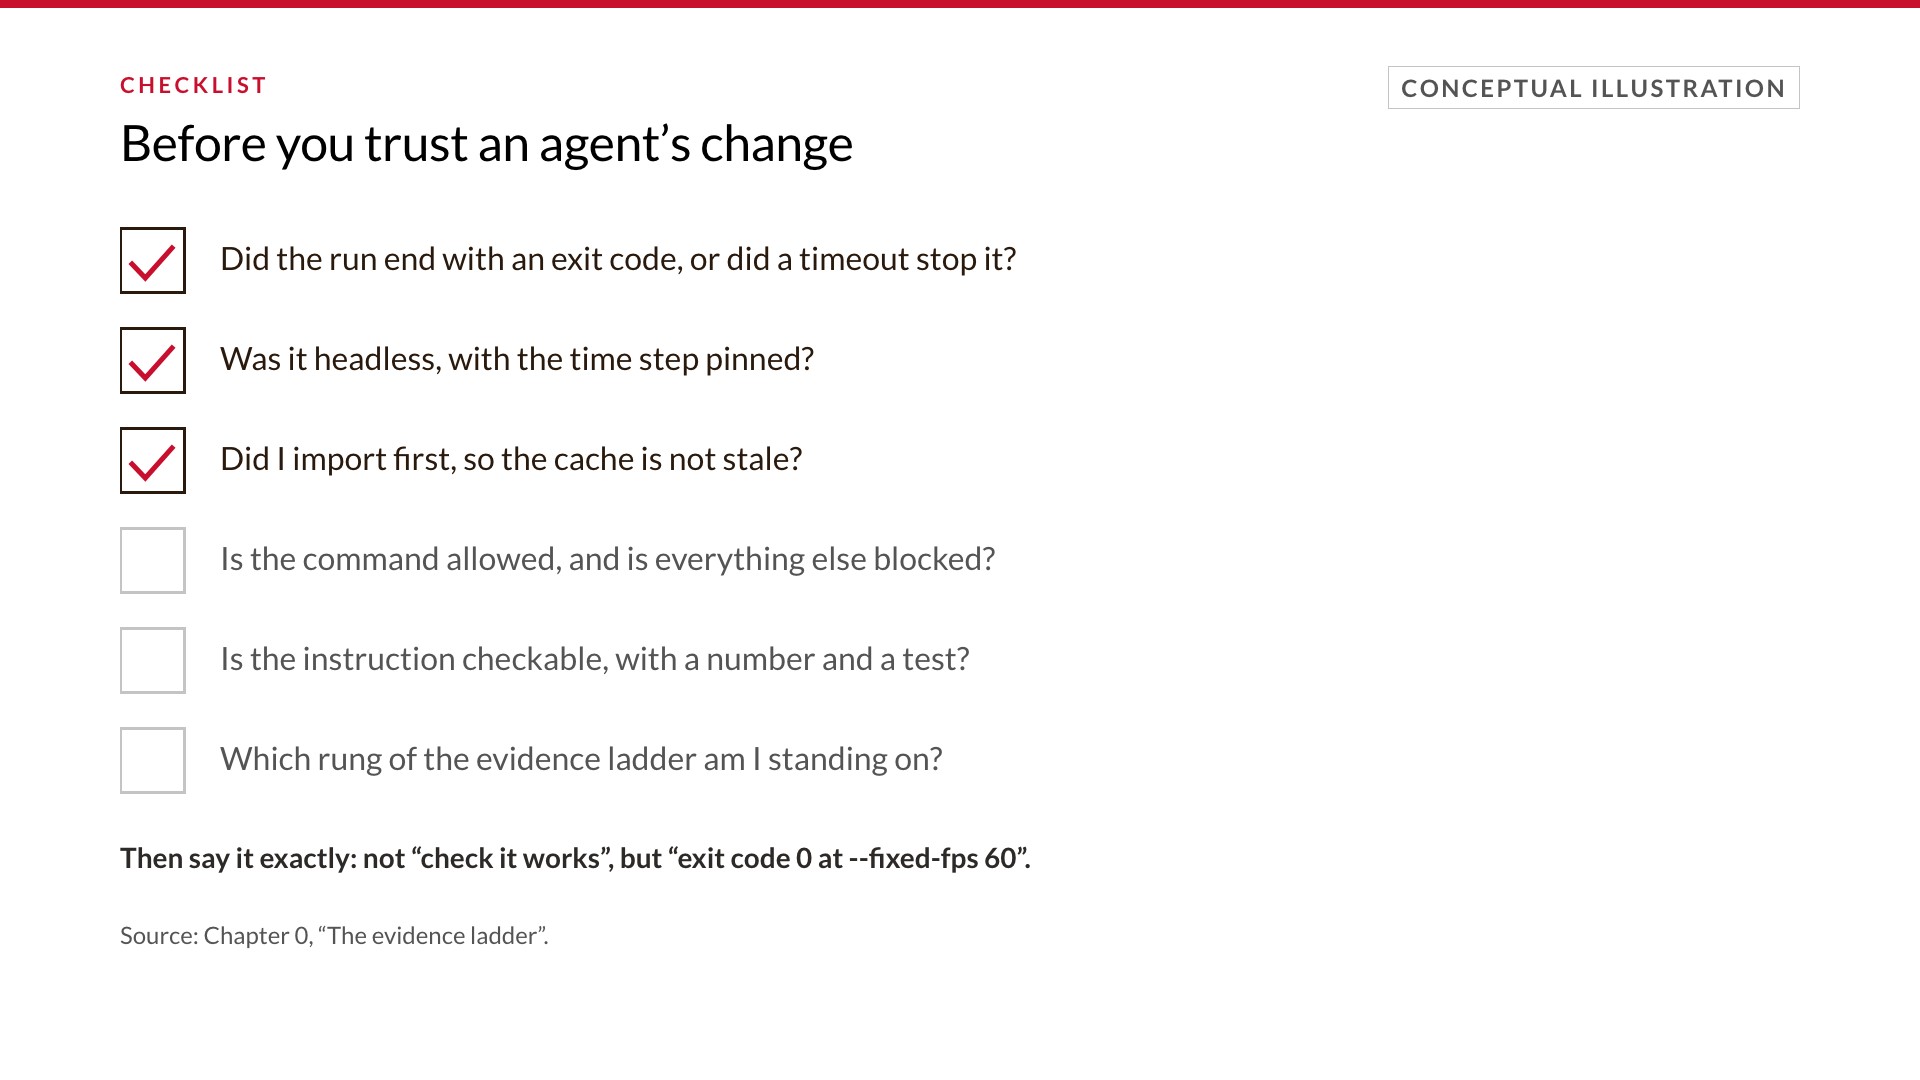 CHECKLIST
CONCEPTUAL ILLUSTRATION
Before you trust an agent’s change
Did the run end with an exit code, or did a timeout stop it?
Was it headless, with the time step pinned?
Did I import first, so the cache is not stale?
Is the command allowed, and is everything else blocked?
Is the instruction checkable, with a number and a test?
Which rung of the evidence ladder am I standing on?
Then say it exactly: not “check it works”, but “exit code 0 at --fixed-fps 60”.
Source: Chapter 0, “The evidence ladder”.